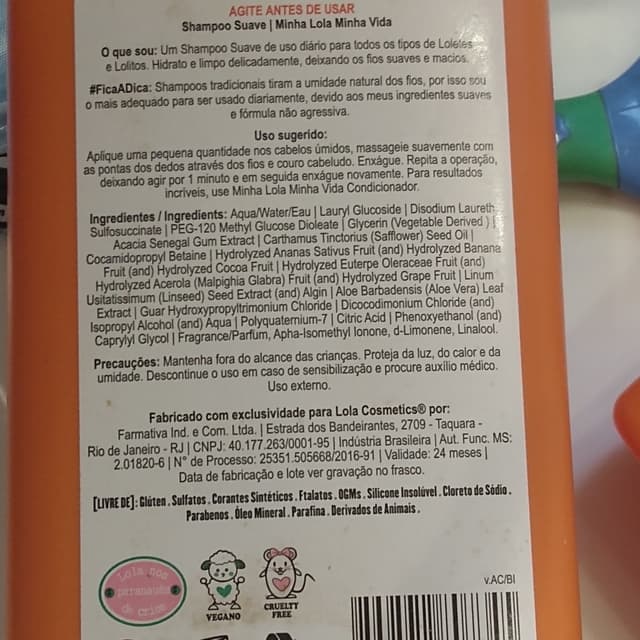 AGITE ANTES DE USAR
Shampoo Suave | Minha Lola Minha Vida
O que sou: Um Shampoo Suave de uso diário para todos os tipos de Loletes
e Lolitos. Hidrato e limpo delicadamente, deixando os fios suaves e macios.
#FicaADica: Shampoos tradicionais tiram a umidade natural dos fios, por isso sou
o mais adequado para ser usado diariamente, devido aos meus ingredientes suaves
e fórmula não agressiva.
Uso sugerido:
Aplique uma pequena quantidade nos cabelos úmidos, massageie suavemente com
as pontas dos dedos através dos fios e couro cabeludo. Enxágue. Repita a operação,
deixando agir por 1 minuto e em seguida enxágue novamente. Para resultados
incríveis, use Minha Lola Minha Vida Condicionador.
Ingredientes / Ingredients: Aqua/Water/Eau | Lauryl Glucoside | Disodium Laureth
Sulfosuccinate | PEG-120 Methyl Glucose Dioleate | Glycerin (Vegetable Derived ) |
Acacia Senegal Gum Extract | Carthamus Tinctorius (Safflower) Seed Oil |
Cocamidopropyl Betaine | Hydrolyzed Ananas Sativus Fruit (and) Hydrolyzed Banana
Fruit (and) Hydrolyzed Cocoa Fruit | Hydrolyzed Euterpe Oleraceae Fruit (and)
Hydrolyzed Acerola (Malpighia Glabra) Fruit (and) Hydrolyzed Grape Fruit | Linum
Usitatissimum (Linseed) Seed Extract (and) Algin | Aloe Barbadensis (Aloe Vera) Leaf
Extract | Guar Hydroxypropyltrimonium Chloride | Dicocodimonium Chloride (and)
Isopropyl Alcohol (and) Aqua | Polyquaternium-7 | Citric Acid | Phenoxyethanol (and)
Caprylyl Glycol | Fragrance/Parfum, Apha-Isomethyl Ionone, d-Limonene, Linalool.
Precauções: Mantenha fora do alcance das crianças. Proteja da luz, do calor e da
umidade. Descontinue o uso em caso de sensibilização e procure auxílio médico.
Uso externo.
Fabricado com exclusividade para Lola Cosmetics® por:
Farmativa Ind. e Com. Ltda. | Estrada dos Bandeirantes, 2709 - Taquara -
Rio de Janeiro - RJ | CNPJ: 40.177.263/0001-95 | Indústria Brasileira | Aut. Func. MS:
2.01820-6 | N° de Processo: 25351.505668/2016-91 | Validade: 24 meses |
Data de fabricação e lote ver gravação no frasco.
[LIVRE DE]: Glúten . Sulfatos . Corantes Sintéticos . Ftalatos . OGMs . Silicone Insolúvel . Cloreto de Sódio .
Parabenos . Óleo Mineral . Parafina . Derivados de Animais .
v.AC/BI
Lola nos
parananuês
de crica
VEGANO
CRUELTY
FREE